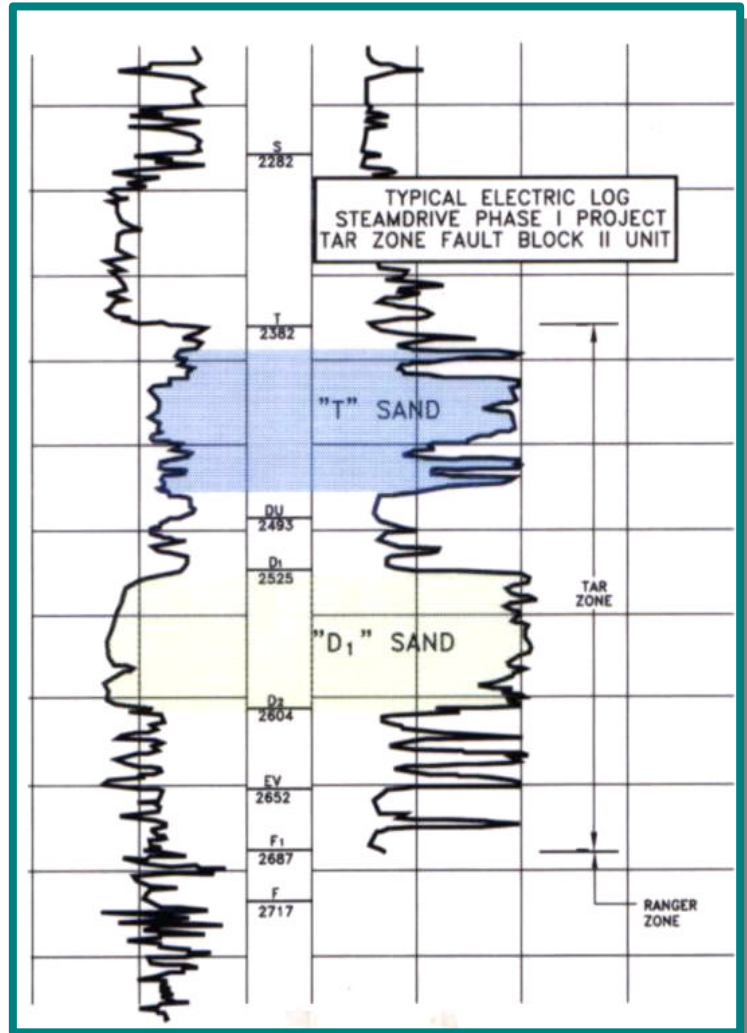 S
2282
TYPICAL ELECTRIC LOG
STEAMDRIVE PHASE I PROJECT
TAR ZONE FAULT BLOCK II UNIT
T
2382
"T" SAND
DU
2493
D1
2525
TAR
ZONE
"D1" SAND
D2
2604
EV
2652
F1
2687
F
2717
RANGER
ZONE